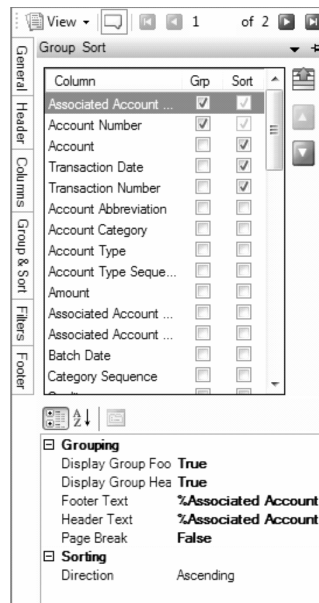 View
1 of 2
Group Sort
General
Header
Columns
Group & Sort
Filters
Footer
Column Grp Sort
Associated Account ...
Account Number
Account
Transaction Date
Transaction Number
Account Abbreviation
Account Category
Account Type
Account Type Seque...
Amount
Associated Account ...
Associated Account ...
Batch Date
Category Sequence
Grouping
Display Group Foo True
Display Group Hea True
Footer Text %Associated Account
Header Text %Associated Account
Page Break False
Sorting
Direction Ascending